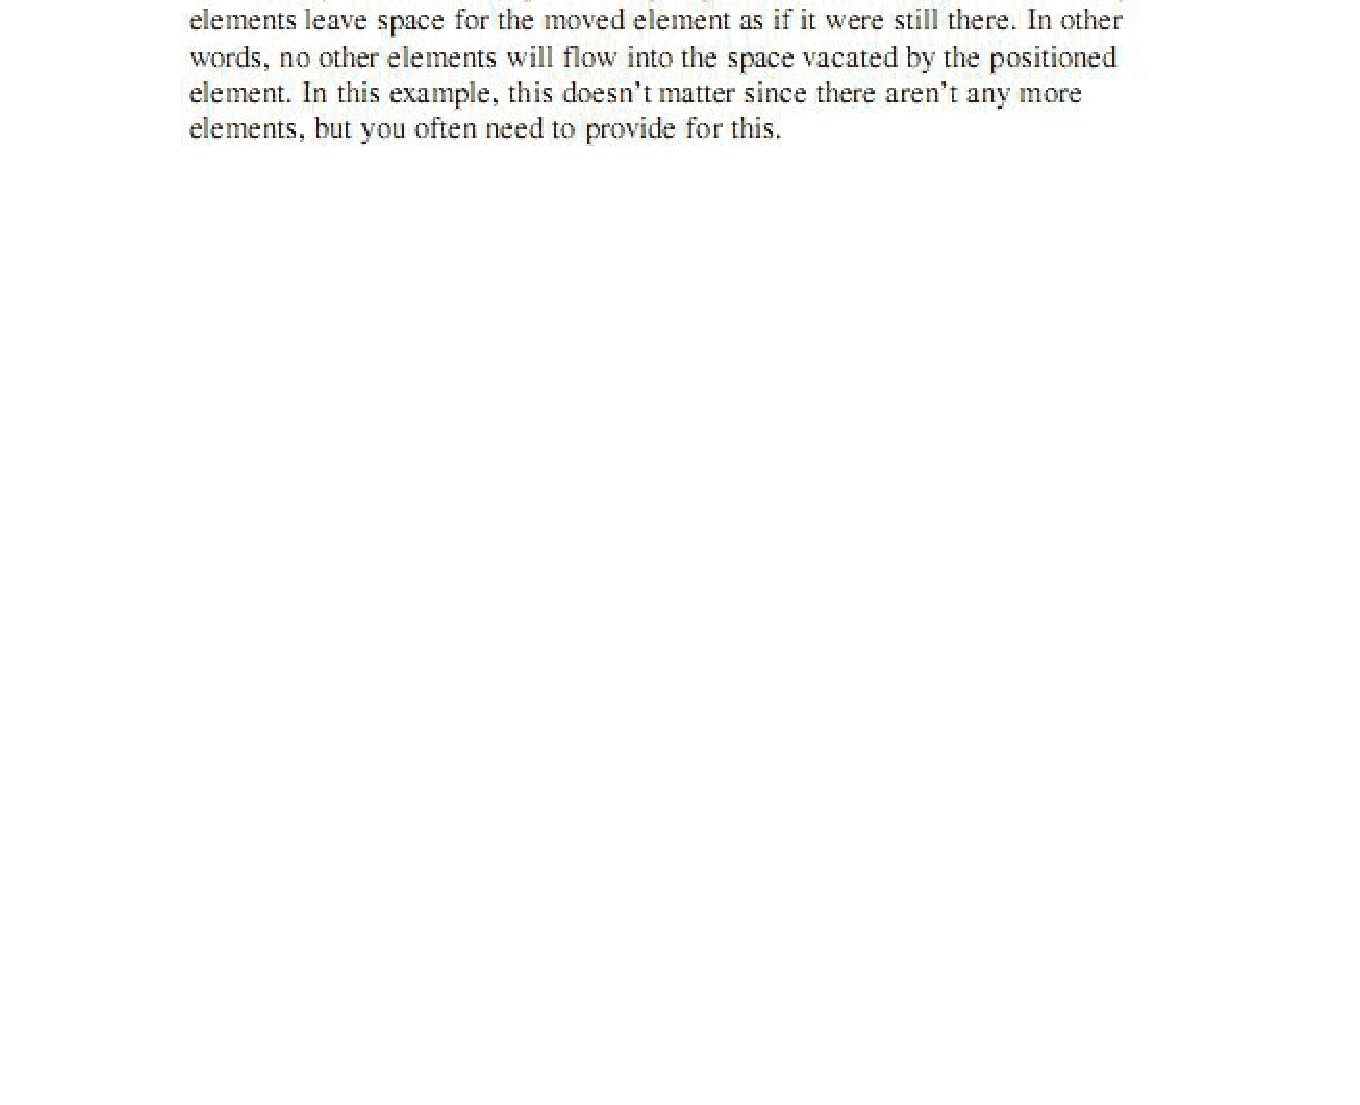 elements leave space for the moved element as if it were still there. In other
words, no other elements will flow into the space vacated by the positioned
element. In this example, this doesn't matter since there aren't any more
elements, but you often need to provide for this.